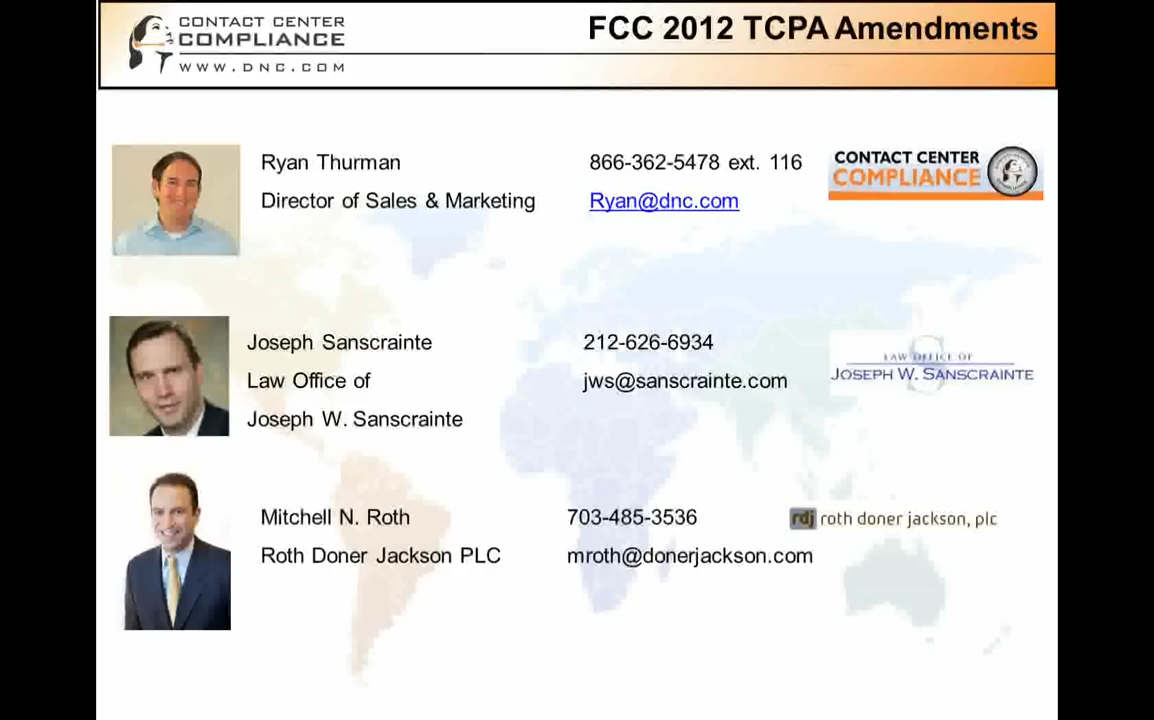 CONTACT CENTER
COMPLIANCE
WWW.DNC.COM
FCC 2012 TCPA Amendments
Ryan Thurman
866-362-5478 ext. 116
Director of Sales & Marketing
Ryan@dnc.com
CONTACT CENTER
COMPLIANCE
Joseph Sanscrainte
212-626-6934
Law Office of
jws@sanscrainte.com
Joseph W. Sanscrainte
S
LAW OFFICE OF
JOSEPH W. SANSCRAINTE
Mitchell N. Roth
703-485-3536
rdj roth doner jackson, plc
Roth Doner Jackson PLC
mroth@donerjackson.com